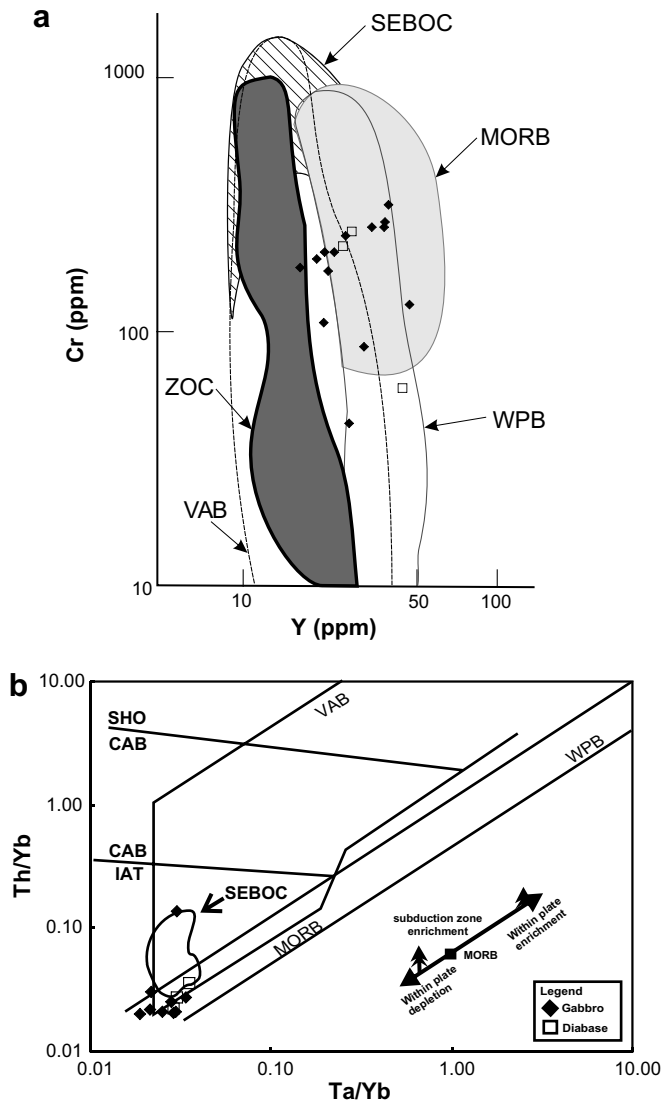 a
SEBOC
1000
MORB
Cr (ppm)
100
ZOC
WPB
VAB
10
10
50
100
Y (ppm)
b
10.00
SHO
CAB
VAB
WPB
1.00
CAB
IAT
Th/Yb
SEBOC
0.10
MORB
subduction zone
enrichment
MORB
Within plate
enrichment
Within plate
depletion
Legend
Gabbro
Diabase
0.01
0.01
0.10
1.00
10.00
Ta/Yb